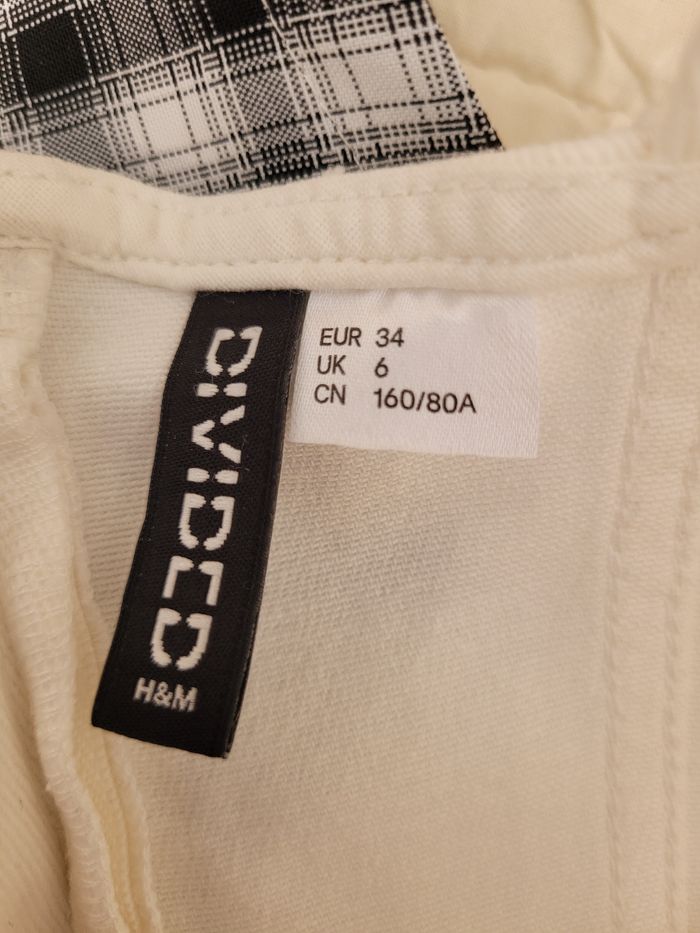 DIVIDED
H&M
EUR 34
UK 6
CN 160/80A